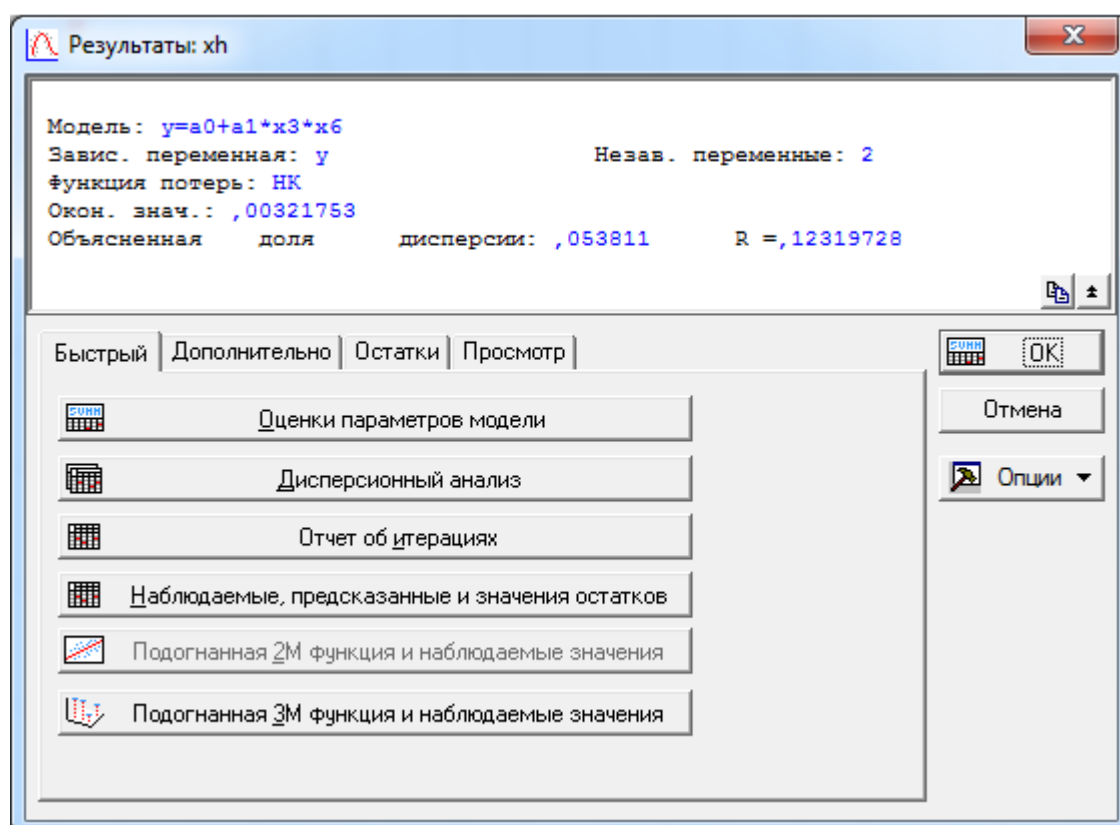 Результаты: xh
Модель: y=a0+a1*x3*x6
Завис. переменная: y Незав. переменные: 2
Функция потерь: НК
Окон. знач.: ,00321753
Объясненная доля дисперсии: ,053811 R =,12319728
Быстрый Дополнительно Остатки Просмотр
SUMM OK
SUMM Оценки параметров модели
Отмена
Дисперсионный анализ
Опции
Отчет об итерациях
Наблюдаемые, предсказанные и значения остатков
Подогнанная 2М функция и наблюдаемые значения
Подогнанная 3М функция и наблюдаемые значения